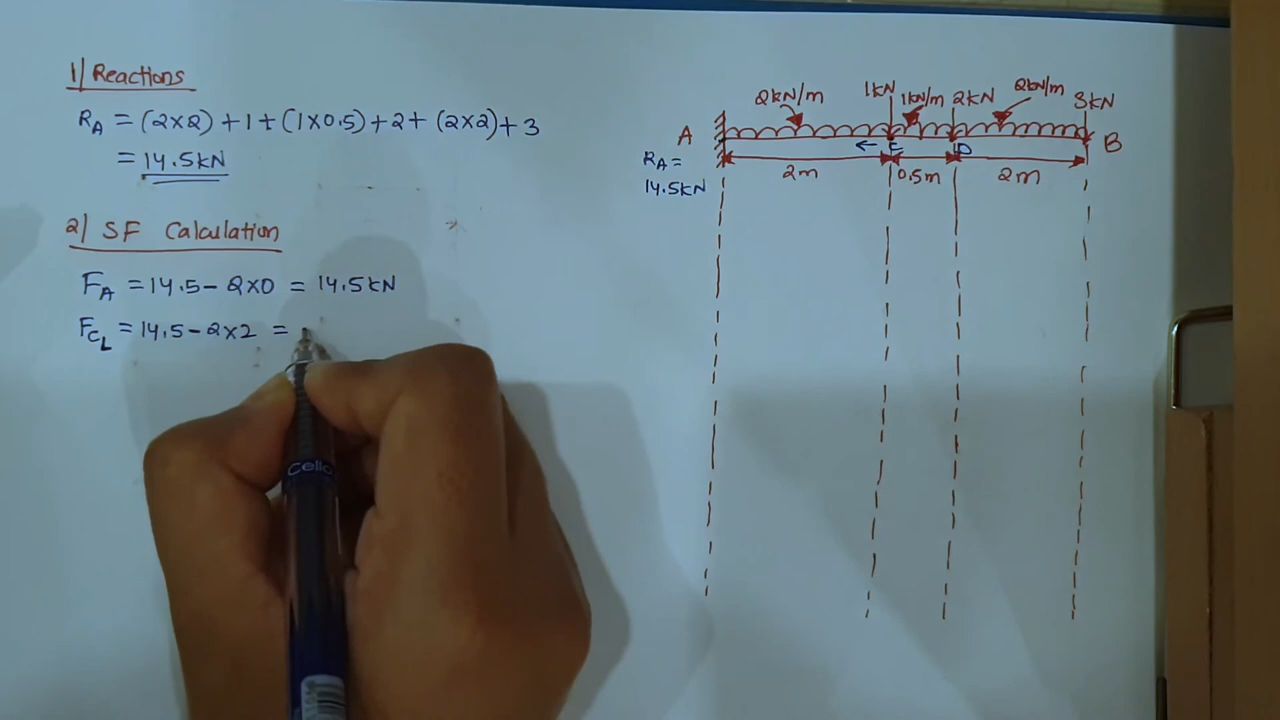 1) Reactions
RA = (2×2) + 1 + (1×0.5) + 2 + (2×2) + 3
= 14.5kN
2) SF Calculation
FA = 14.5 - 2×0 = 14.5kN
FCL = 14.5 - 2×2 =
Cello
2kN/m 1kN 1kN/m 2kN 2kN/m 3kN
A C D B
RA =
14.5kN
2m 0.5m 2m